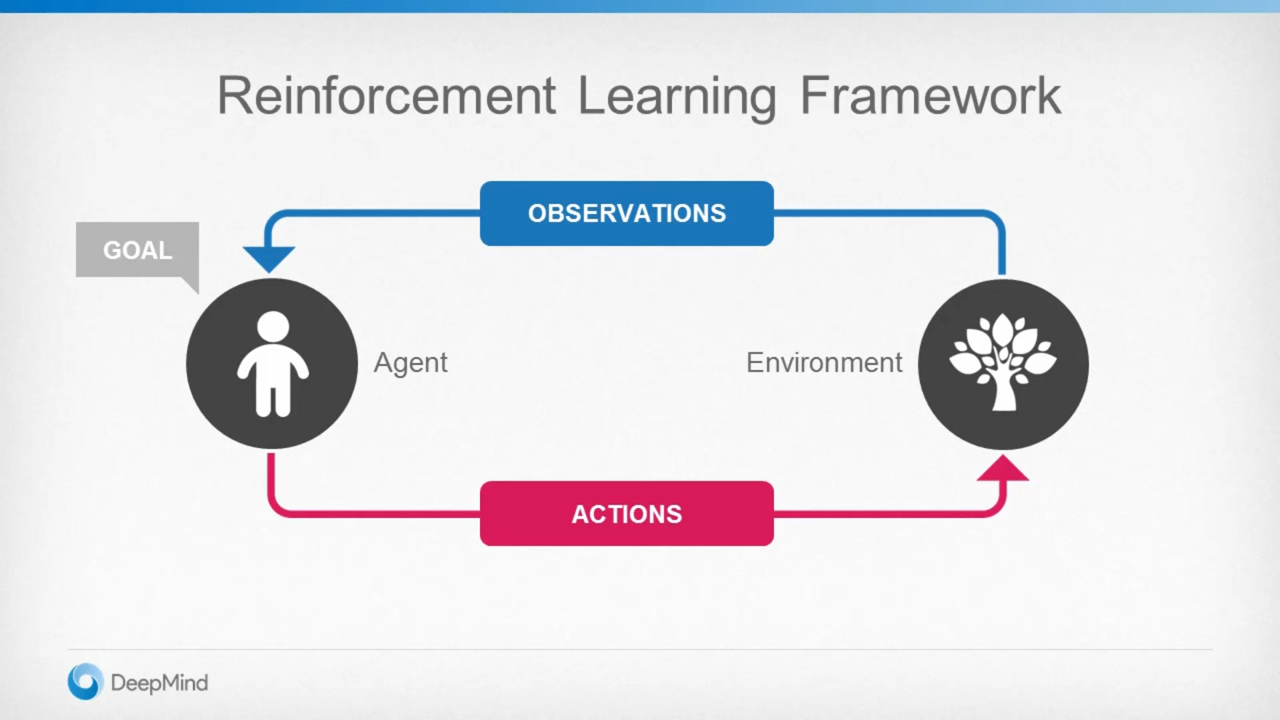 Reinforcement Learning Framework
OBSERVATIONS
GOAL
Agent
Environment
ACTIONS
DeepMind